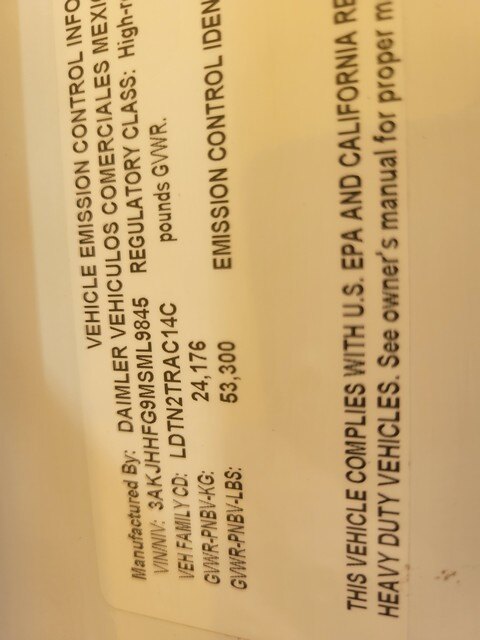 VEHICLE EMISSION CONTROL INFO
Manufactured By: DAIMLER VEHICULOS COMERCIALES MEXI
VIN/NIV: 3AKJHHFG9MSML9845 REGULATORY CLASS: High-r
VEH FAMILY CD: LDTN2TRAC14C pounds GVWR.
GVWR-PNBV-KG: 24,176
GVWR-PNBV-LBS: 53,300 EMISSION CONTROL IDEN
THIS VEHICLE COMPLIES WITH U.S. EPA AND CALIFORNIA RE
HEAVY DUTY VEHICLES. See owner's manual for proper m